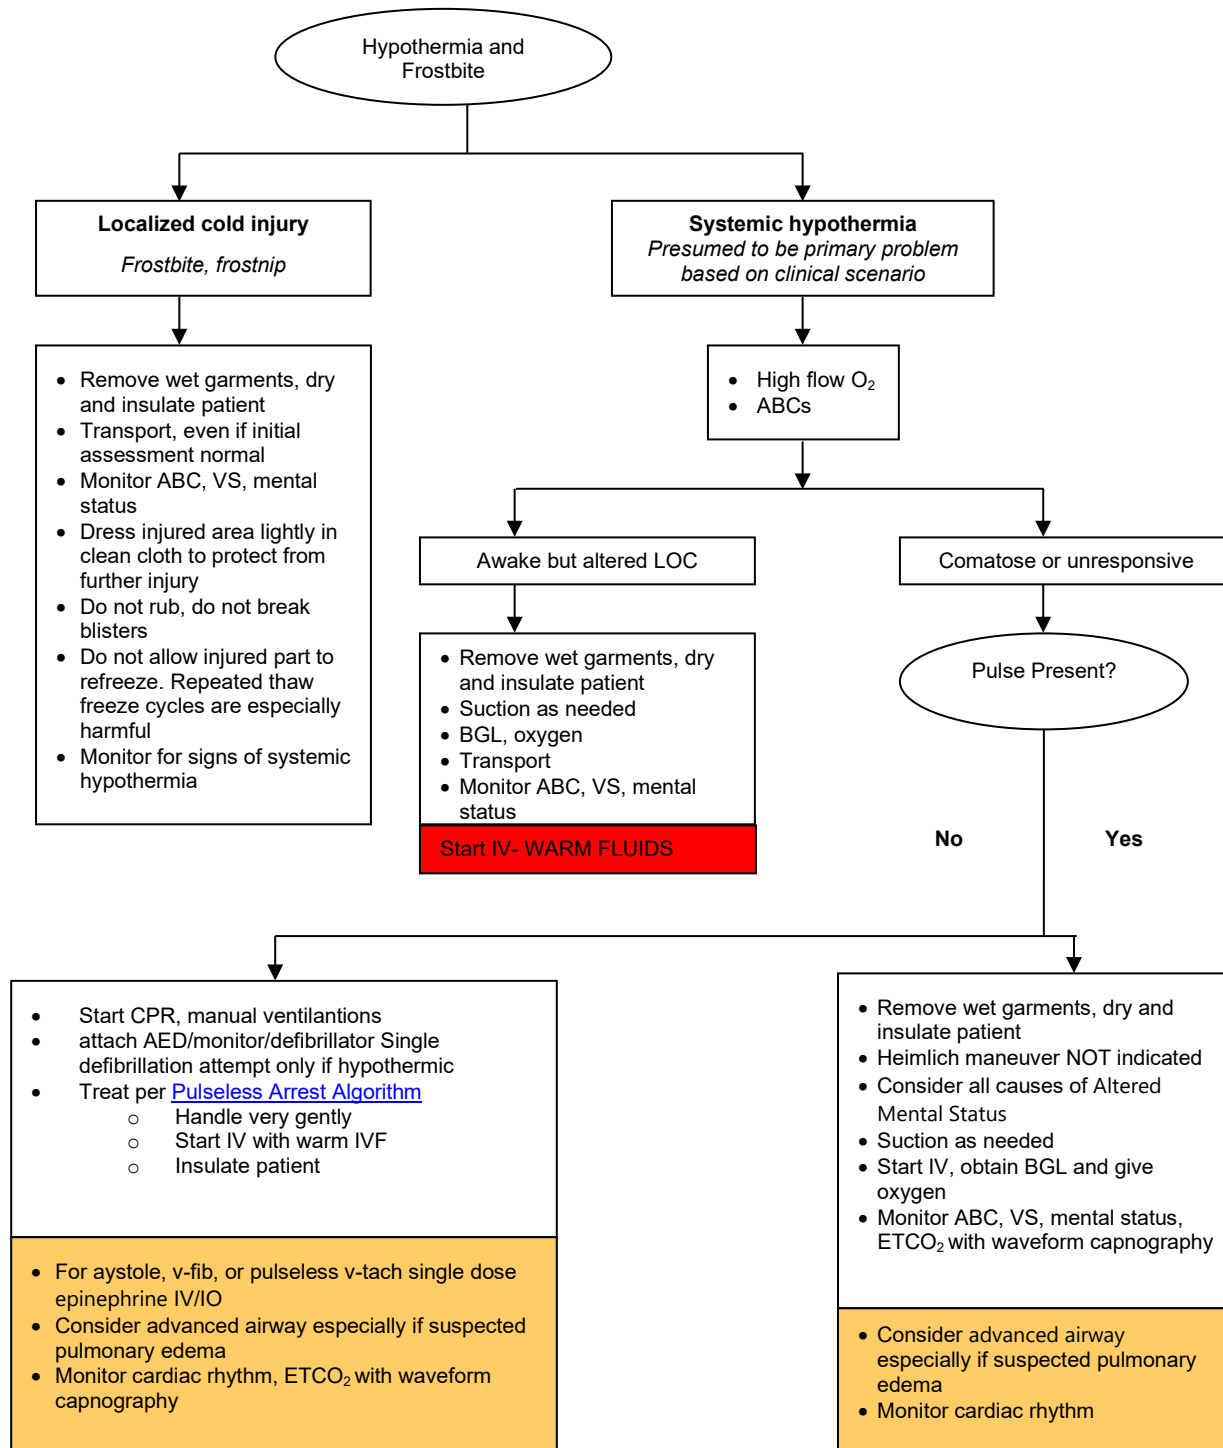 Hypothermia and
Frostbite
Localized cold injury
Frostbite, frostnip
Systemic hypothermia
Presumed to be primary problem
based on clinical scenario
• Remove wet garments, dry
and insulate patient
• Transport, even if initial
assessment normal
• Monitor ABC, VS, mental
status
• Dress injured area lightly in
clean cloth to protect from
further injury
• Do not rub, do not break
blisters
• Do not allow injured part to
refreeze. Repeated thaw
freeze cycles are especially
harmful
• Monitor for signs of systemic
hypothermia
• High flow O₂
• ABCs
Awake but altered LOC
Comatose or unresponsive
• Remove wet garments, dry
and insulate patient
• Suction as needed
• BGL, oxygen
• Transport
• Monitor ABC, VS, mental
status
Start IV- WARM FLUIDS
Pulse Present?
No
Yes
• Start CPR, manual ventilantions
• attach AED/monitor/defibrillator Single
defibrillation attempt only if hypothermic
• Treat per Pulseless Arrest Algorithm
o Handle very gently
o Start IV with warm IVF
o Insulate patient
• For aystole, v-fib, or pulseless v-tach single dose
epinephrine IV/IO
• Consider advanced airway especially if suspected
pulmonary edema
• Monitor cardiac rhythm, ETCO₂ with waveform
capnography
• Remove wet garments, dry and
insulate patient
• Heimlich maneuver NOT indicated
• Consider all causes of Altered
Mental Status
• Suction as needed
• Start IV, obtain BGL and give
oxygen
• Monitor ABC, VS, mental status,
ETCO₂ with waveform capnography
• Consider advanced airway
especially if suspected pulmonary
edema
• Monitor cardiac rhythm